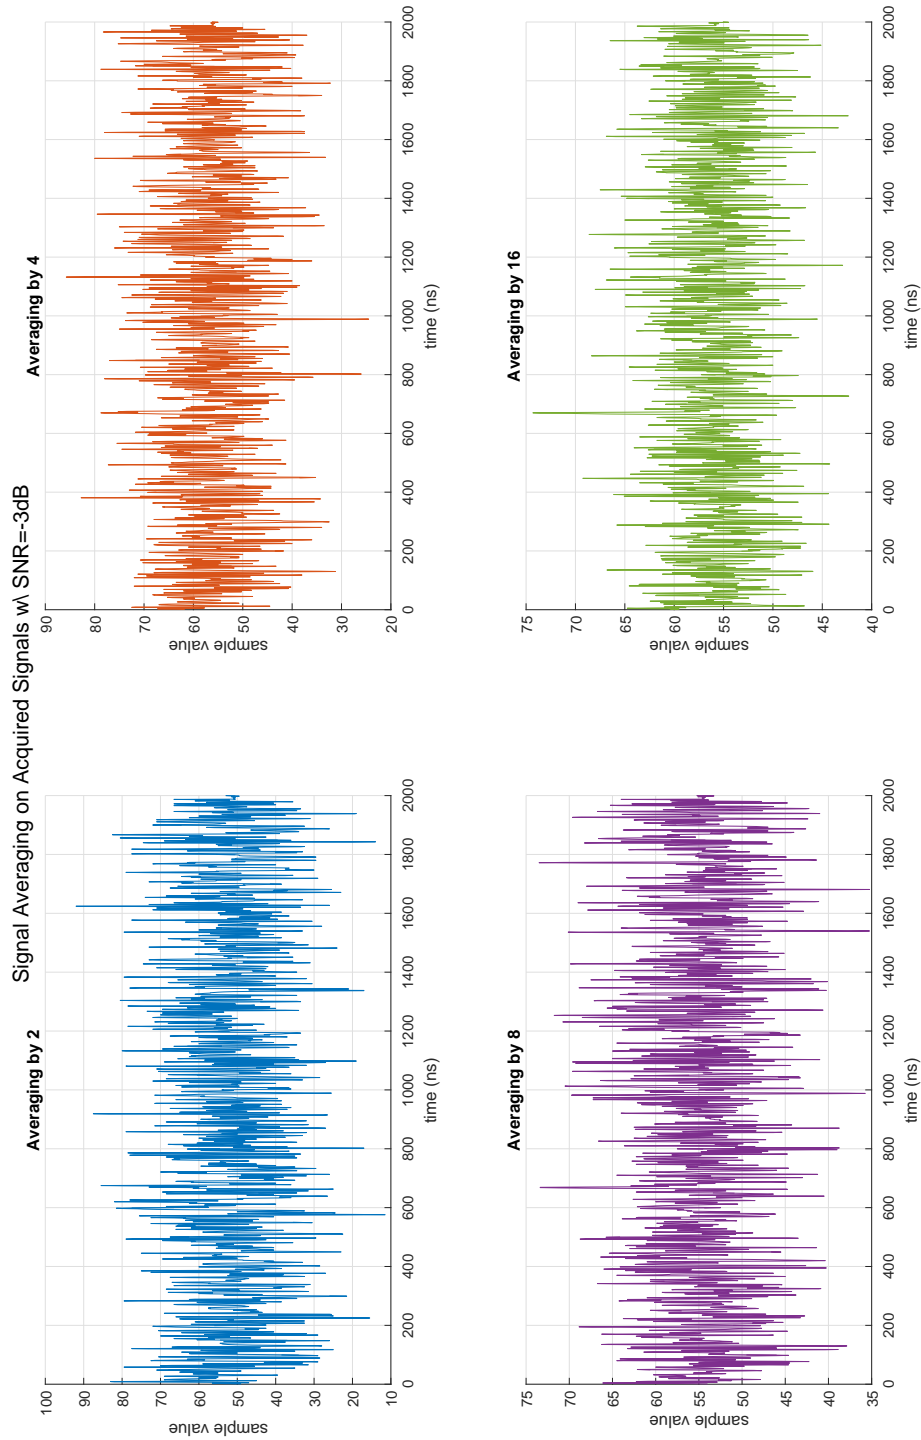 Signal Averaging on Acquired Signals w\ SNR=-3dB
Averaging by 2
100
90
80
70
60
50
40
30
20
10
sample value
0 200 400 600 800 1000 1200 1400 1600 1800 2000
time (ns)
Averaging by 4
90
80
70
60
50
40
30
20
sample value
0 200 400 600 800 1000 1200 1400 1600 1800 2000
time (ns)
Averaging by 8
75
70
65
60
55
50
45
40
35
sample value
0 200 400 600 800 1000 1200 1400 1600 1800 2000
time (ns)
Averaging by 16
75
70
65
60
55
50
45
40
sample value
0 200 400 600 800 1000 1200 1400 1600 1800 2000
time (ns)